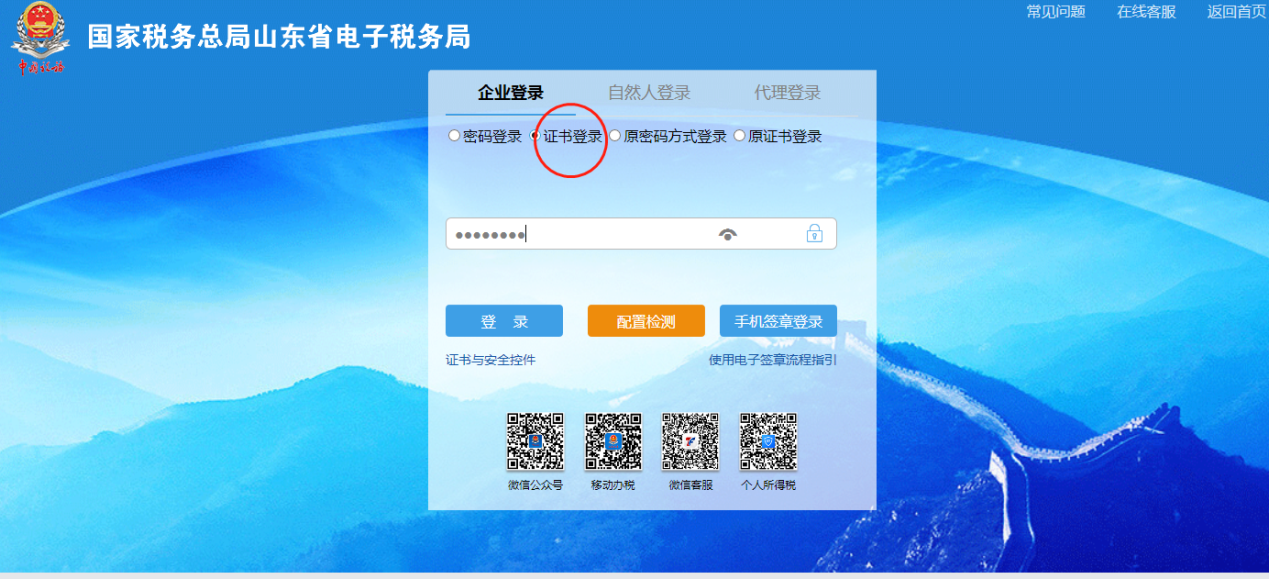 常见问题 在线客服 返回首页
国家税务总局山东省电子税务局
中国税务
企业登录 自然人登录 代理登录
密码登录 证书登录 原密码方式登录 原证书登录
登 录 配置检测 手机签章登录
证书与安全控件 使用电子签章流程指引
微信公众号 移动办税 微信客服 个人所得税